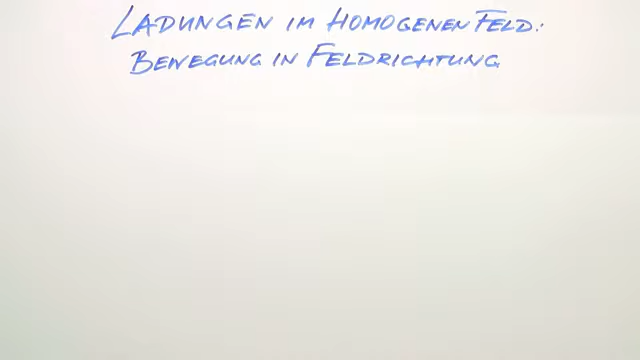 LADUNGEN IM HOMOGENEN FELD:
BEWEGUNG IN FELDRICHTUNG